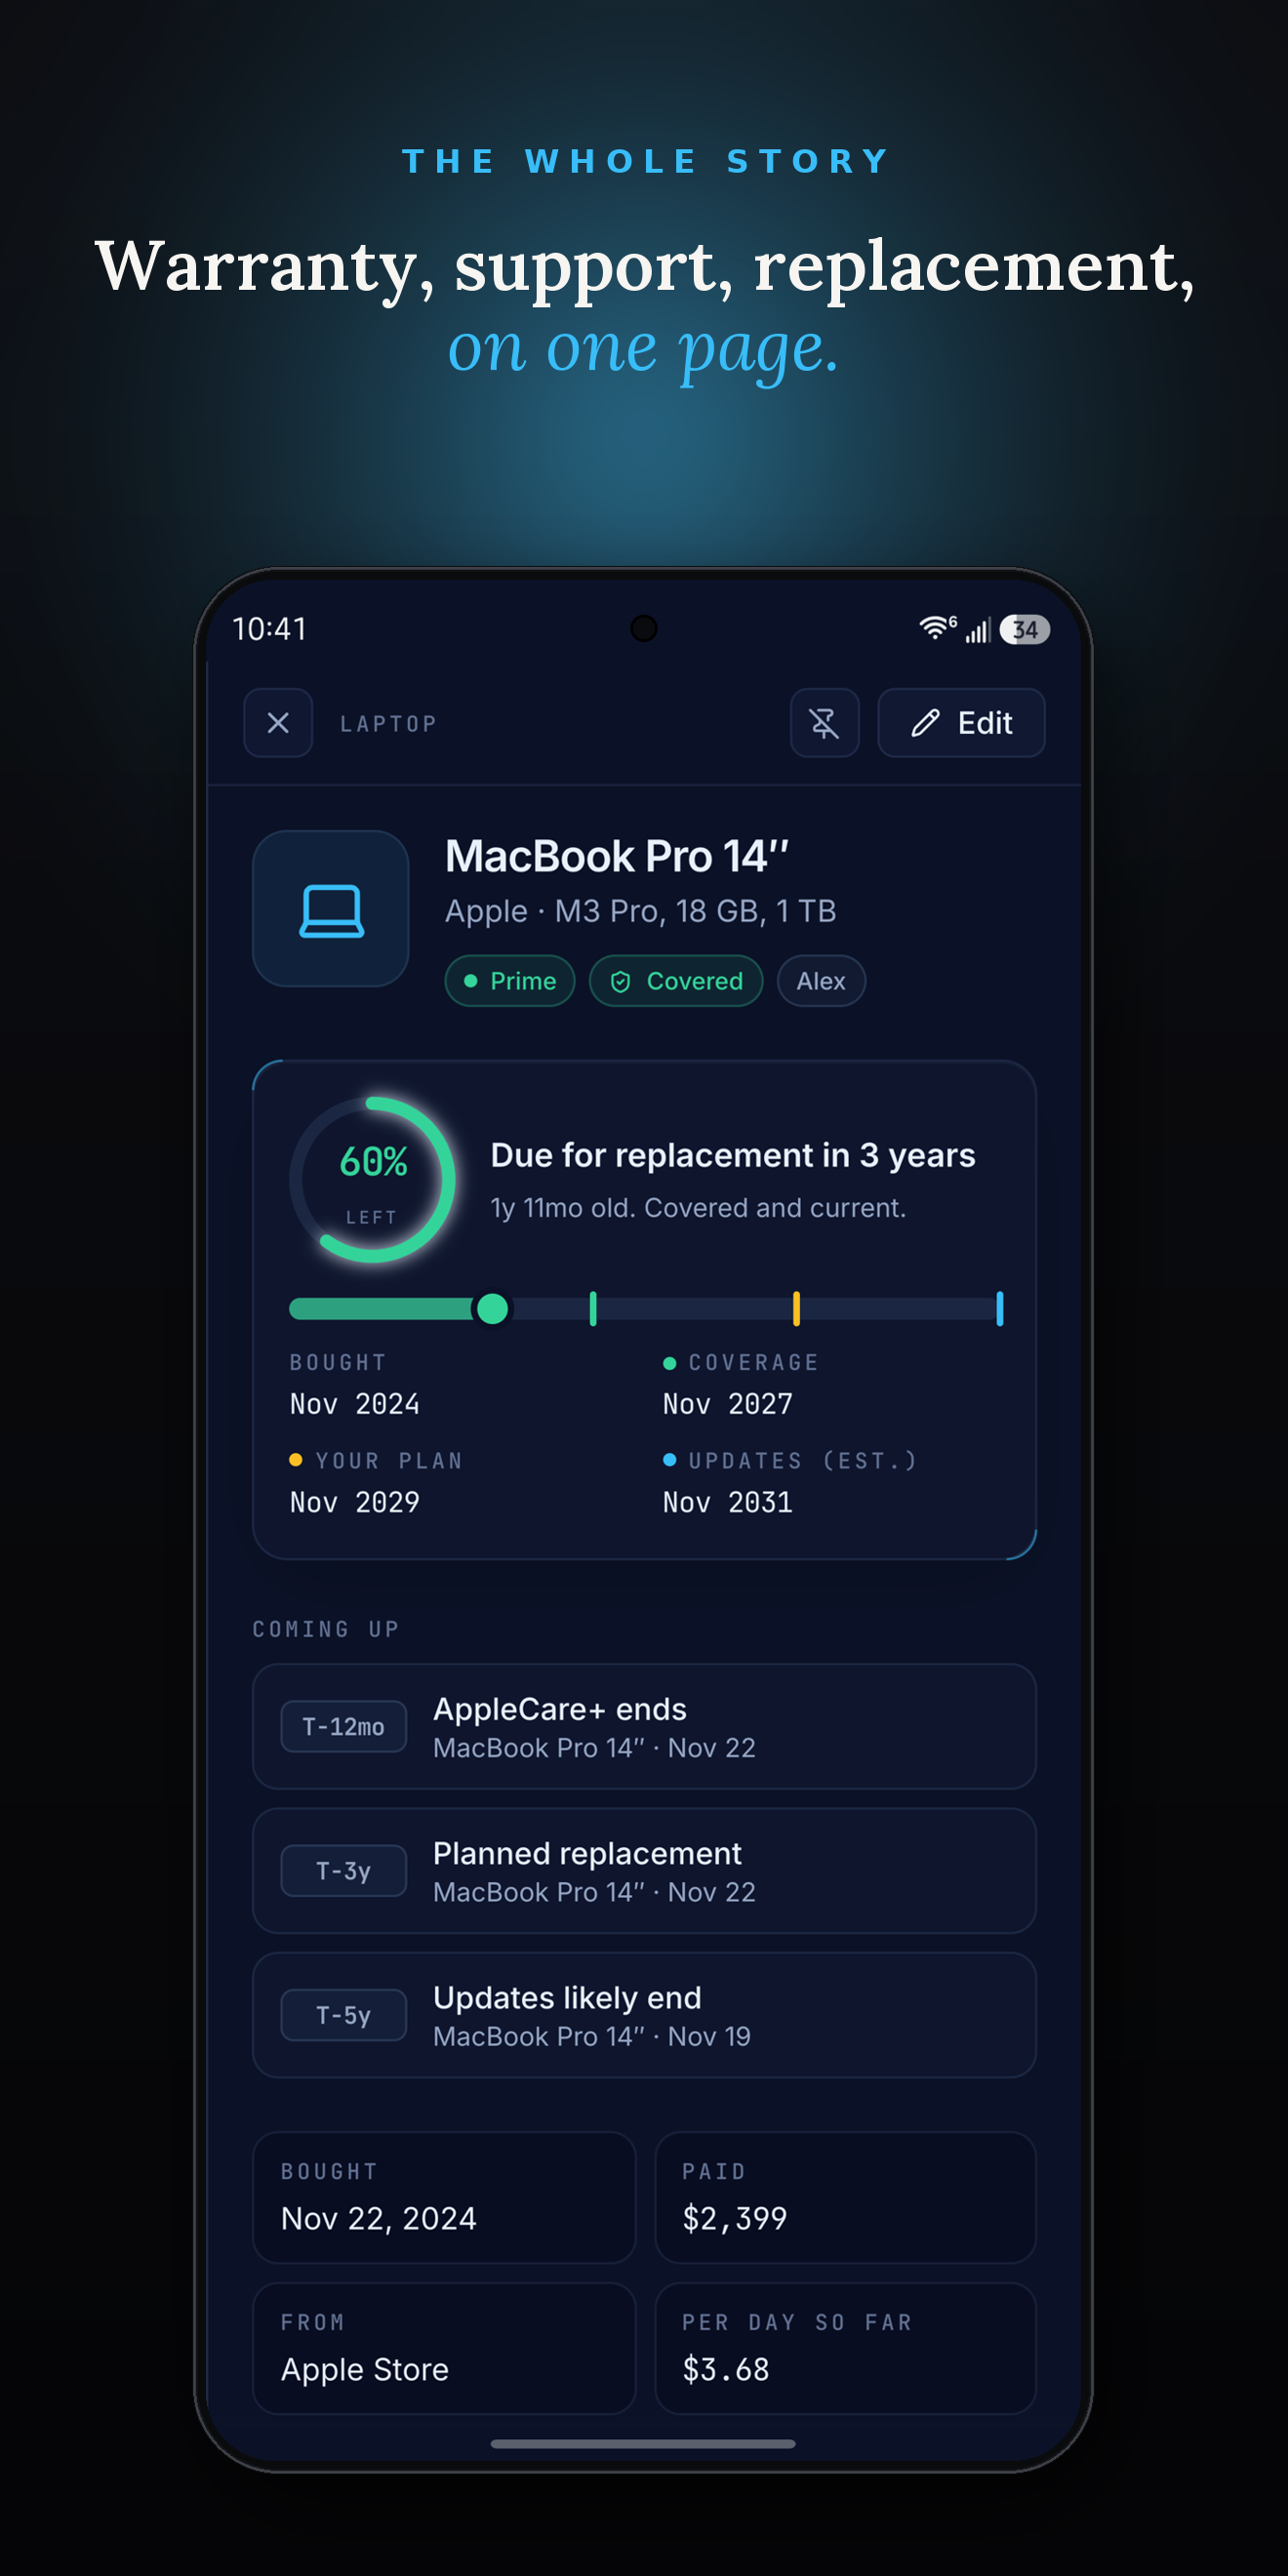 THE WHOLE STORY
Warranty, support, replacement,
on one page.
10:41
6
34
LAPTOP
Edit
MacBook Pro 14″
Apple · M3 Pro, 18 GB, 1 TB
Prime
Covered
Alex
60%
LEFT
Due for replacement in 3 years
1y 11mo old. Covered and current.
BOUGHT
COVERAGE
Nov 2024
Nov 2027
YOUR PLAN
UPDATES (EST.)
Nov 2029
Nov 2031
COMING UP
T-12mo
AppleCare+ ends
MacBook Pro 14″ · Nov 22
T-3y
Planned replacement
MacBook Pro 14″ · Nov 22
T-5y
Updates likely end
MacBook Pro 14″ · Nov 19
BOUGHT
PAID
Nov 22, 2024
$2,399
FROM
PER DAY SO FAR
Apple Store
$3.68